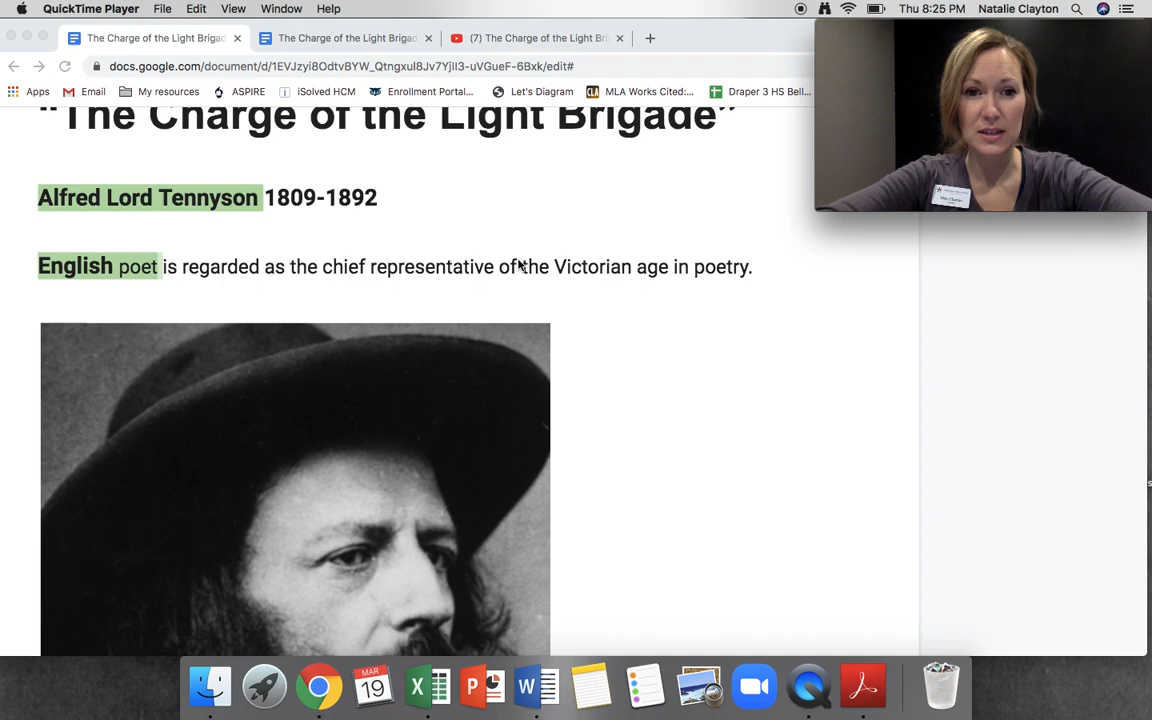 QuickTime Player File Edit View Window Help Thu 8:25 PM Natalie Clayton
The Charge of the Light Brigad × The Charge of the Light Brigad × (7) The Charge of the Light Br × +
docs.google.com/document/d/1EVJzyi8OdtvBYW_QtngxuI8Jv7YjlI3-uVGueF-6Bxk/edit#
Apps Email My resources ASPIRE iSolved HCM Enrollment Portal... Let's Diagram CLA MLA Works Cited:... Draper 3 HS Bell...
"The Charge of the Light Brigade"
Alfred Lord Tennyson 1809-1892
English poet is regarded as the chief representative of the Victorian age in poetry.
MAR
19